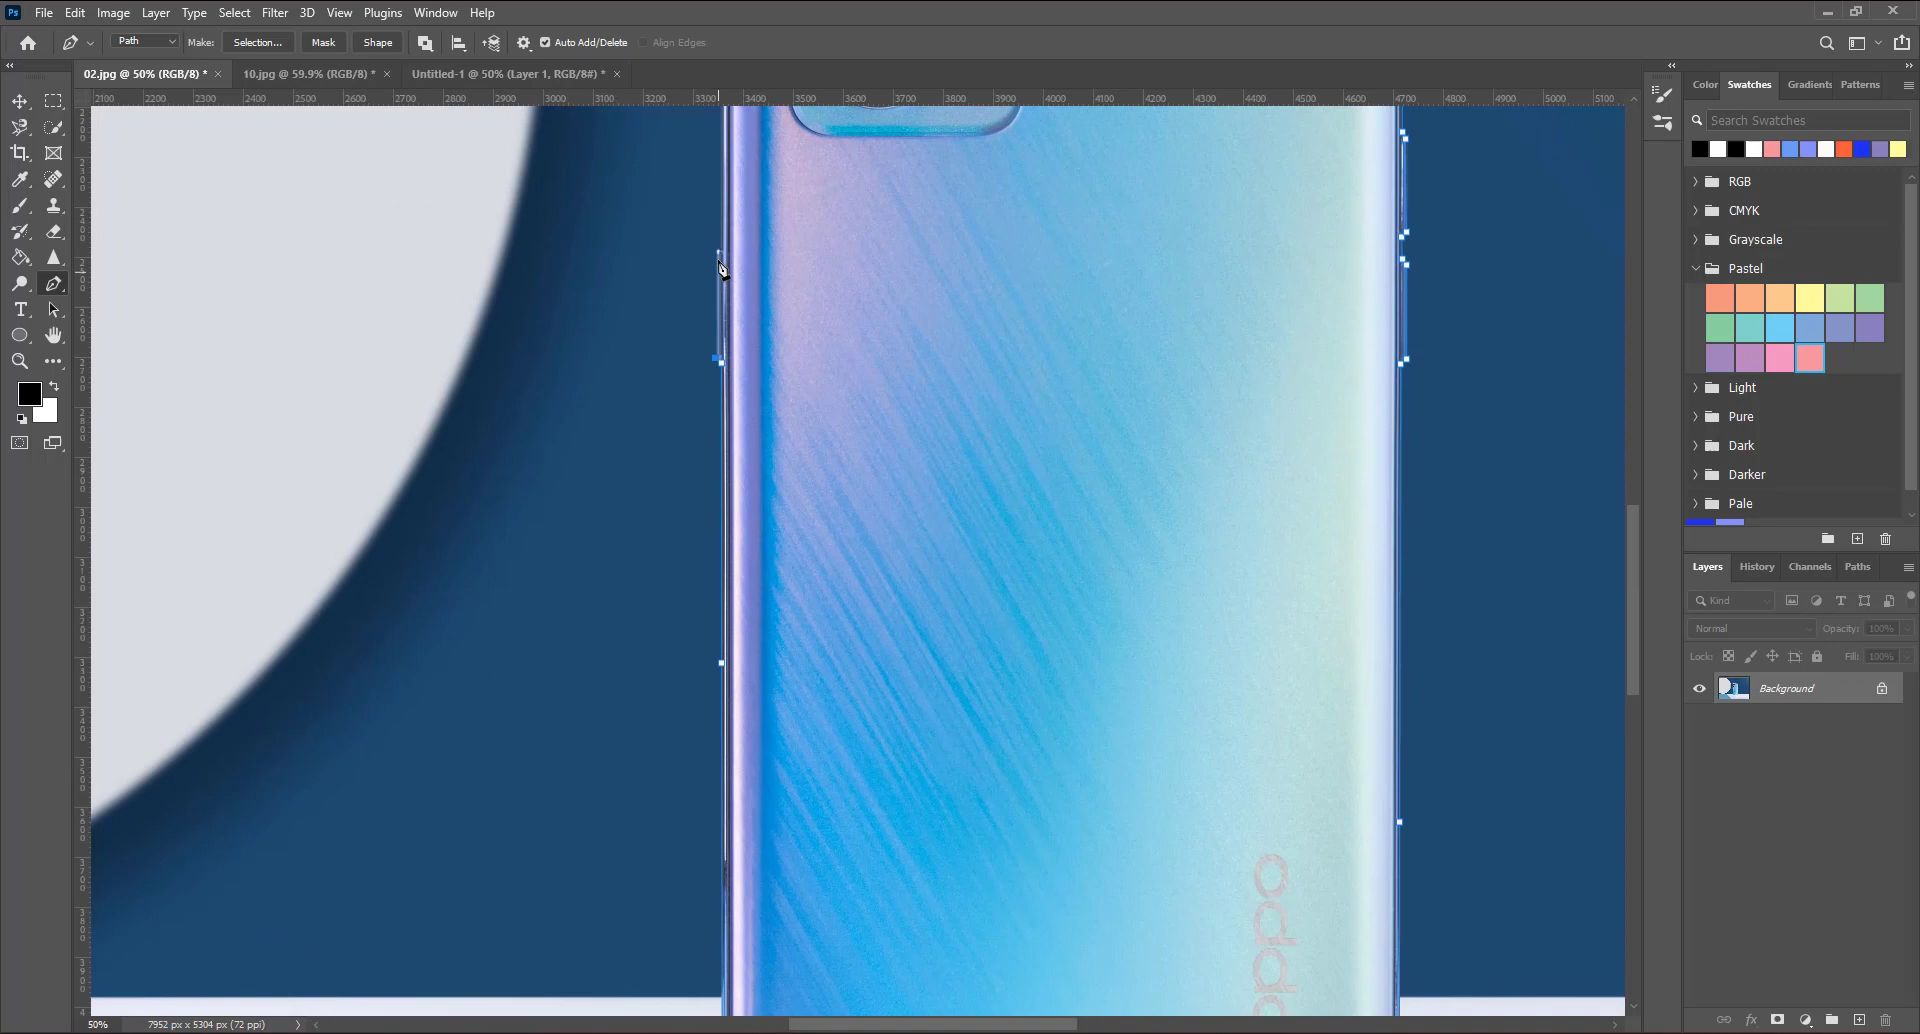 Ps File Edit Image Layer Type Select Filter 3D View Plugins Window Help
Path Make: Selection... Mask Shape Auto Add/Delete Align Edges
02.jpg @ 50% (RGB/8) * × 10.jpg @ 59.9% (RGB/8) * × Untitled-1 @ 50% (Layer 1, RGB/8#) * ×
2100 2200 2300 2400 2500 2600 2700 2800 2900 3000 3100 3200 3300 3400 3500 3600 3700 3800 3900 4000 4100 4200 4300 4400 4500 4600 4700 4800 4900 5000 5100
Color Swatches Gradients Patterns
Search Swatches
RGB
CMYK
Grayscale
Pastel
Light
Pure
Dark
Darker
Pale
Layers History Channels Paths
Kind
Normal Opacity: 100%
Lock: Fill: 100%
Background
oppo
50% 7952 px x 5304 px (72 ppi)